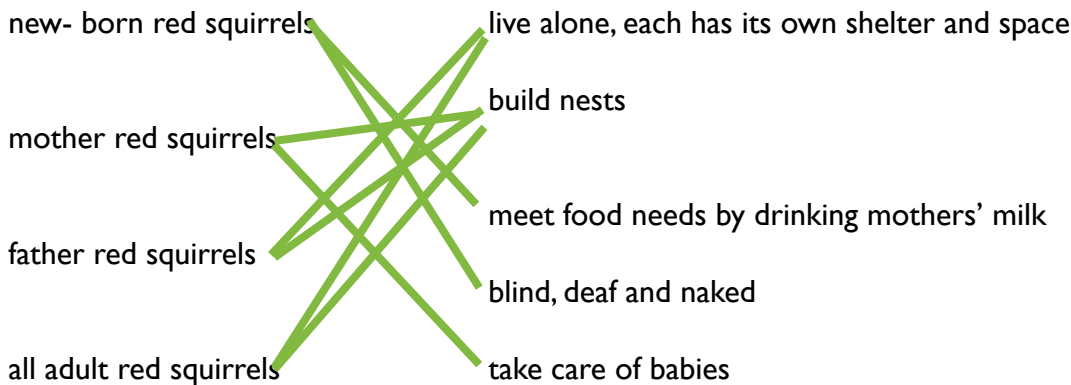 new- born red squirrels
live alone, each has its own shelter and space
build nests
mother red squirrels
meet food needs by drinking mothers’ milk
father red squirrels
blind, deaf and naked
all adult red squirrels
take care of babies